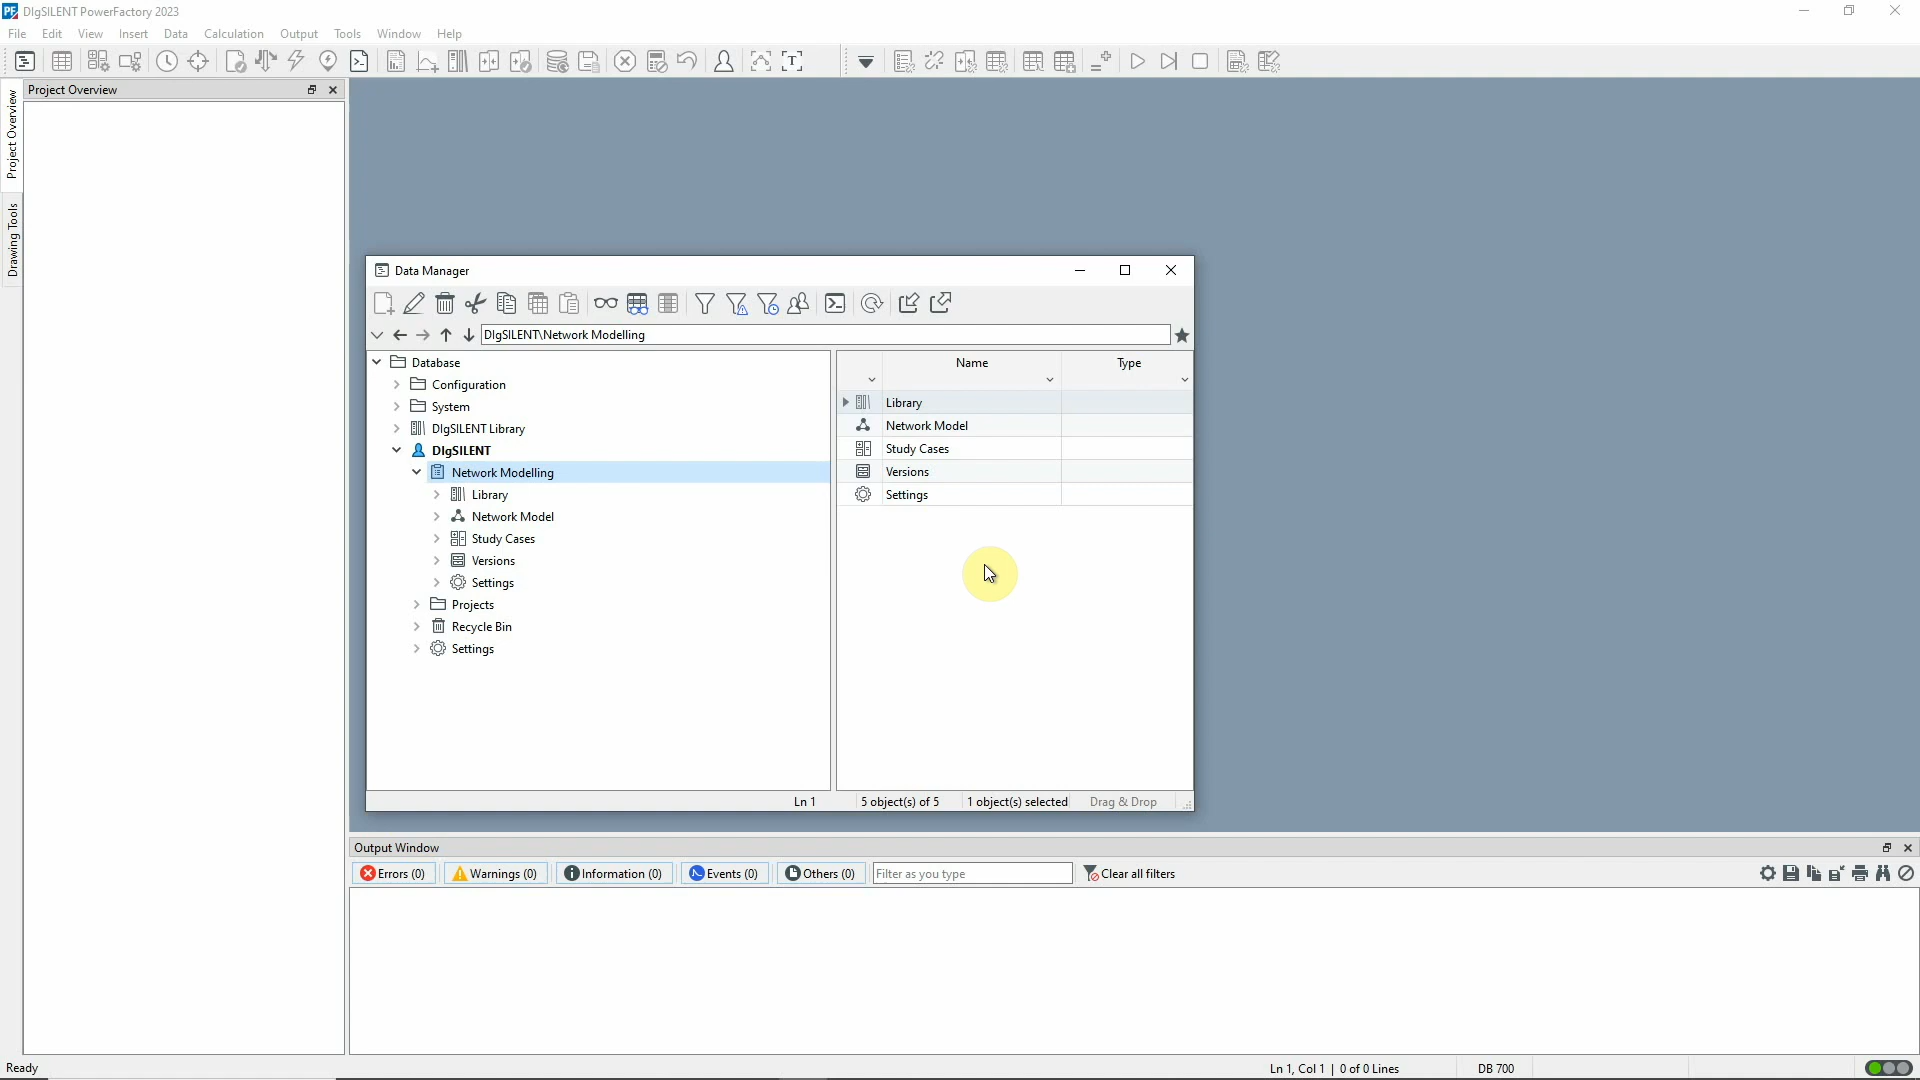 PF DIgSILENT PowerFactory 2023
File Edit View Insert Data Calculation Output Tools Window Help
Project Overview
Project Overview
Drawing Tools
Data Manager
DIgSILENT\Network Modelling
Database
Configuration
System
DIgSILENT Library
DIgSILENT
Network Modelling
Library
Network Model
Study Cases
Versions
Settings
Projects
Recycle Bin
Settings
Name Type
Library
Network Model
Study Cases
Versions
Settings
Ln 1 5 object(s) of 5 1 object(s) selected Drag & Drop
Output Window
Errors (0) Warnings (0) Information (0) Events (0) Others (0) Filter as you type Clear all filters
Ready Ln 1, Col 1 | 0 of 0 Lines DB 700